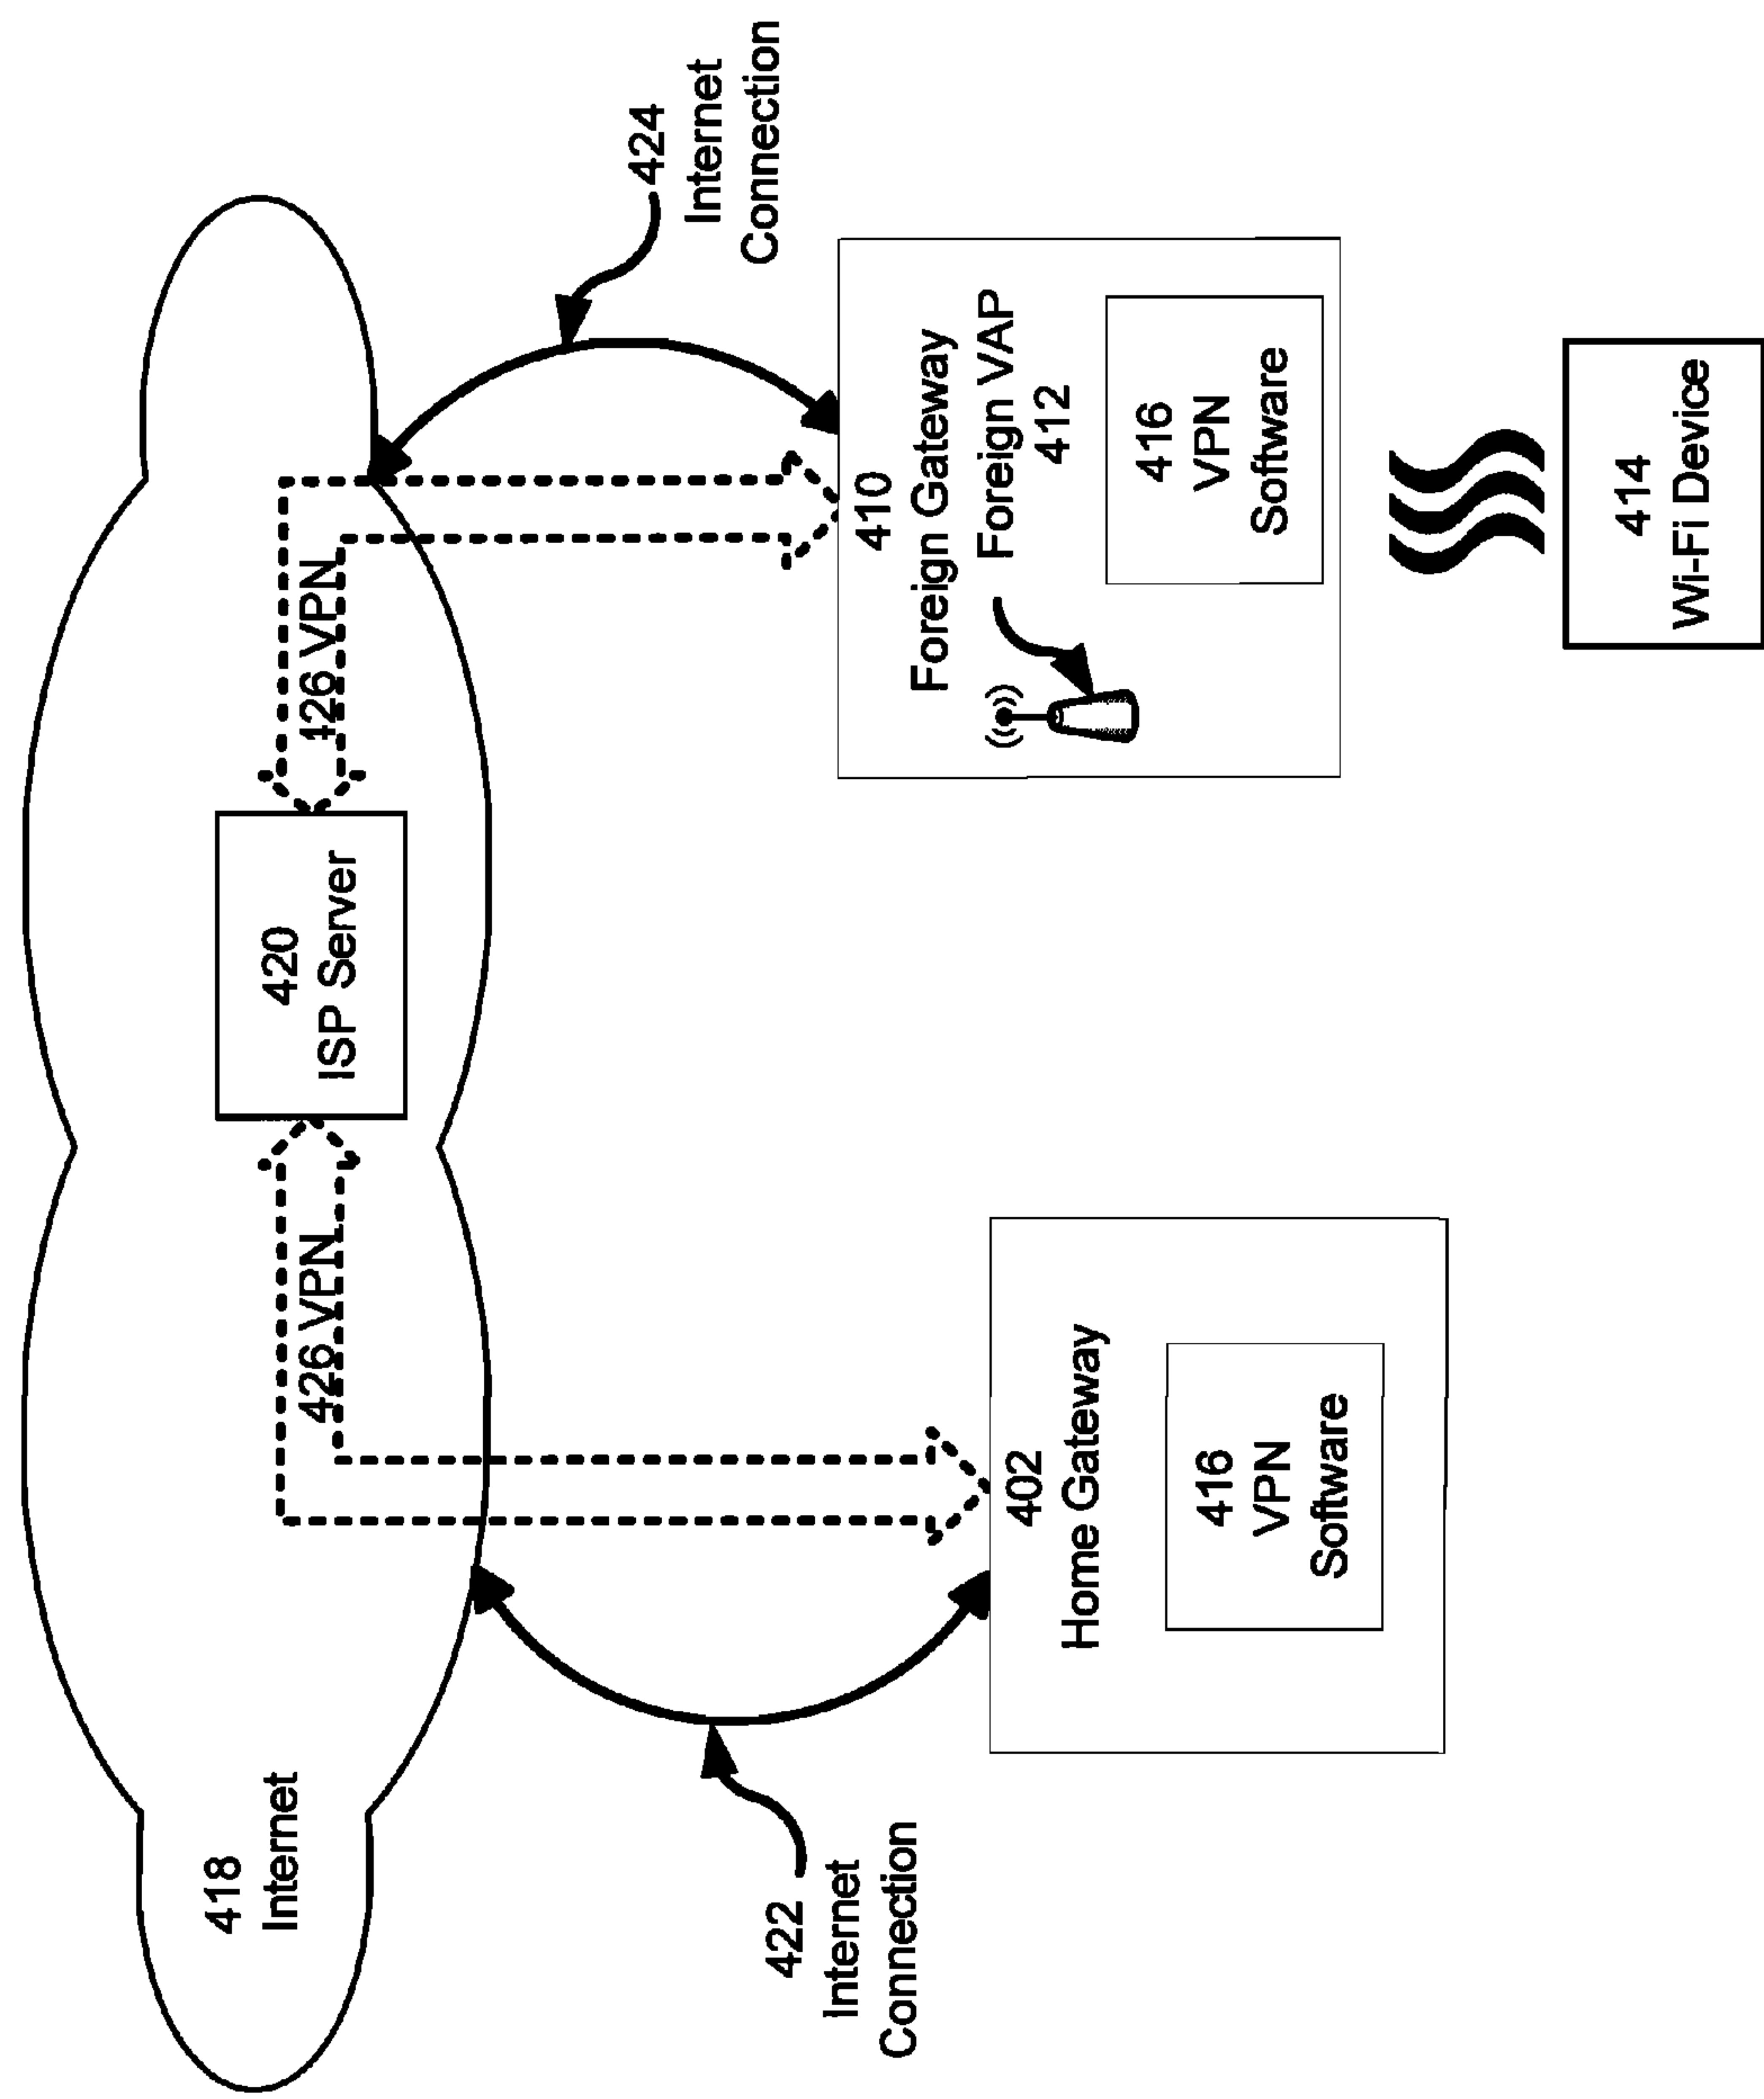 418
Internet
426 VPN
420
ISP Server
426 VPN
422
Internet
Connection
424
Internet
Connection
402
Home Gateway
416
VPN
Software
410
Foreign Gateway
Foreign VAP
412
416
VPN
Software
414
Wi-Fi Device